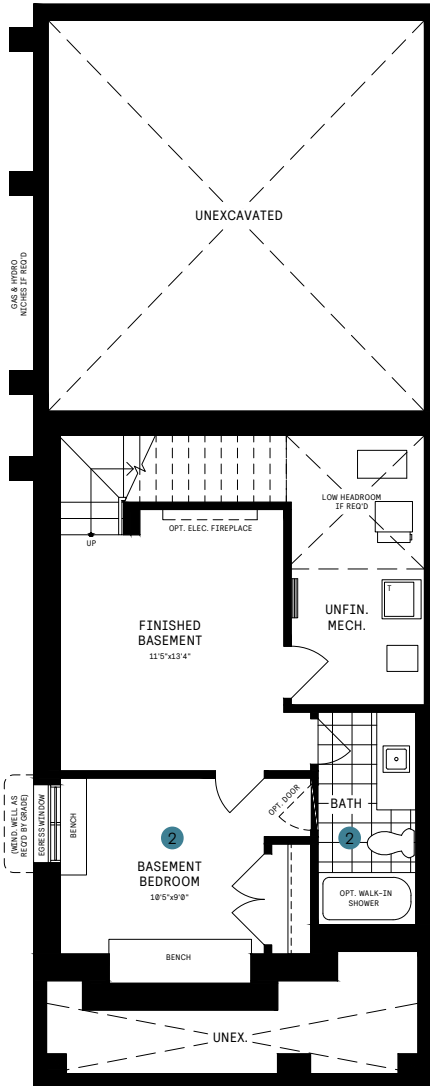 UNEXCAVATED
GAS & HYDRO
NICHES IF REQ'D
LOW HEADROOM
IF REQ'D
OPT. ELEC. FIREPLACE
UP
T
UNFIN.
MECH.
FINISHED
BASEMENT
11'5"x13'4"
(WIND. WELL AS
REQ'D BY GRADE)
EGRESS WINDOW
BENCH
OPT. DOOR
BATH
2
2
BASEMENT
BEDROOM
10'5"x9'0"
OPT. WALK-IN
SHOWER
BENCH
UNEX.